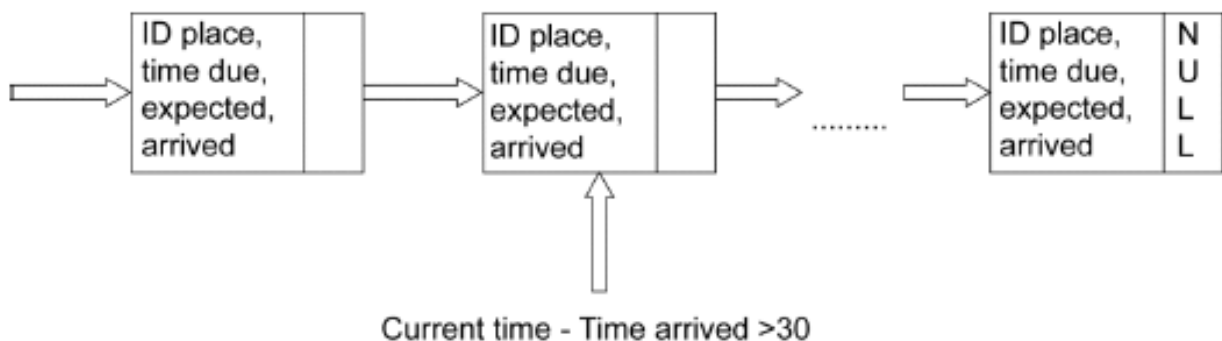 ID place,
time due,
expected,
arrived
ID place,
time due,
expected,
arrived
.........
ID place,
time due,
expected,
arrived
N
U
L
L
Current time - Time arrived >30